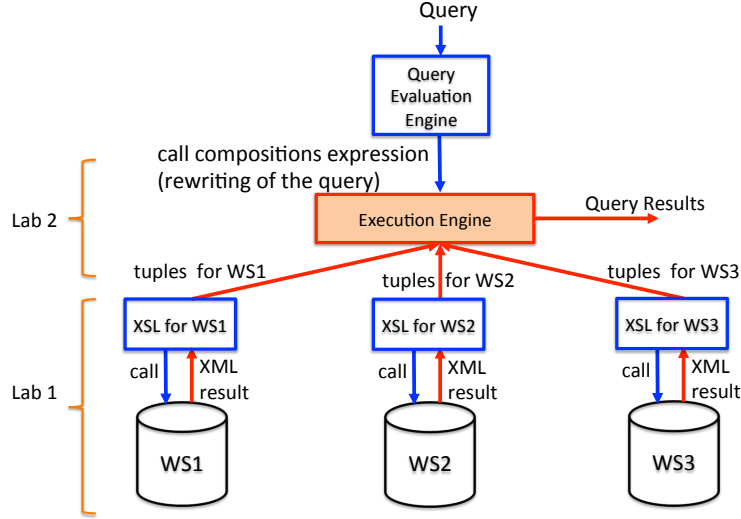 Query
Query
Evaluation
Engine
call compositions expression
(rewriting of the query)
Lab 2
Execution Engine
Query Results
tuples for WS1
tuples for WS2
tuples for WS3
XSL for WS1
XSL for WS2
XSL for WS3
Lab 1
call
XML
result
call
XML
result
call
XML
result
WS1
WS2
WS3